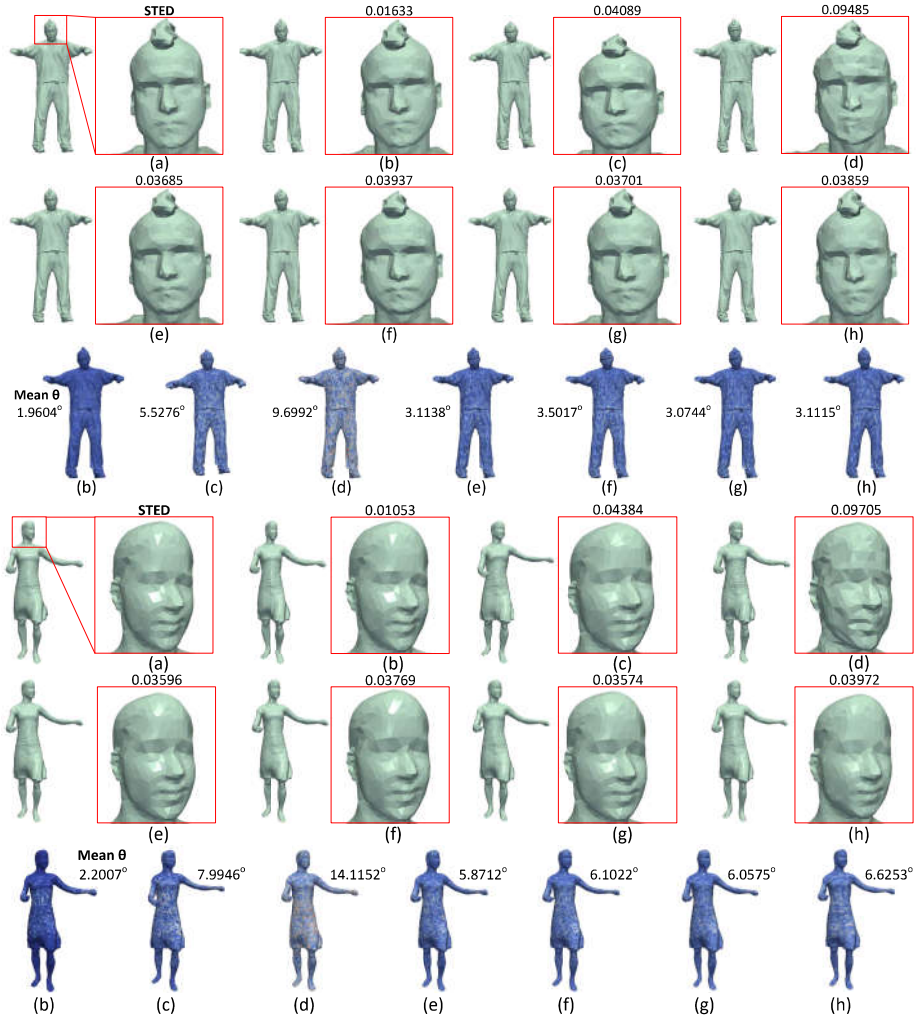 STED 0.01633 0.04089 0.09485
(a) (b) (c) (d)
0.03685 0.03937 0.03701 0.03859
(e) (f) (g) (h)
Mean θ
1.9604° 5.5276° 9.6992° 3.1138° 3.5017° 3.0744° 3.1115°
(b) (c) (d) (e) (f) (g) (h)
STED 0.01053 0.04384 0.09705
(a) (b) (c) (d)
0.03596 0.03769 0.03574 0.03972
(e) (f) (g) (h)
Mean θ
2.2007° 7.9946° 14.1152° 5.8712° 6.1022° 6.0575° 6.6253°
(b) (c) (d) (e) (f) (g) (h)